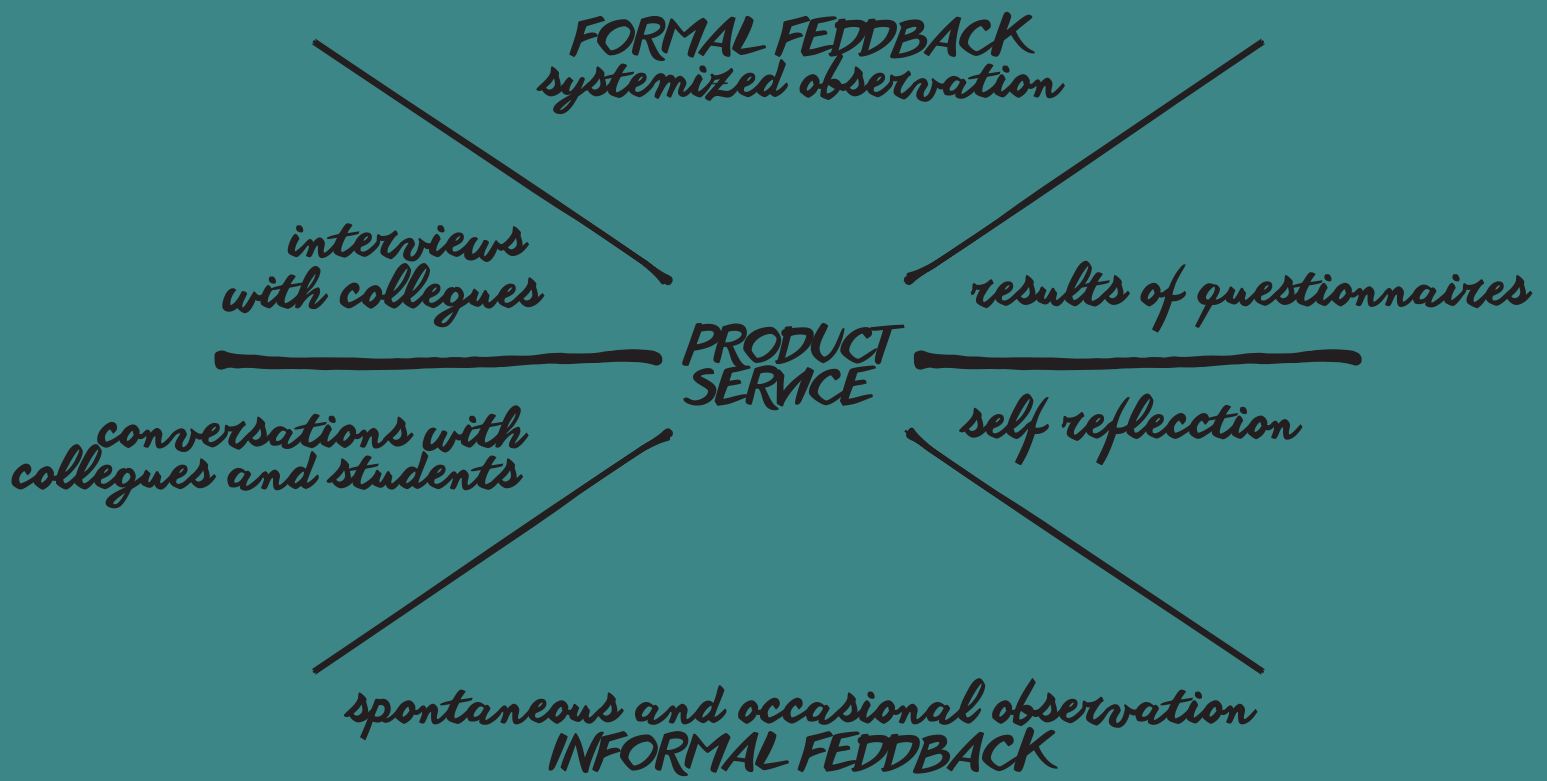 FORMAL FEDDBACK
systemized observation
interviews
with collegues
results of questionnaires
PRODUCT
SERVICE
conversations with
collegues and students
self reflecction
spontaneous and occasional observation
INFORMAL FEDDBACK